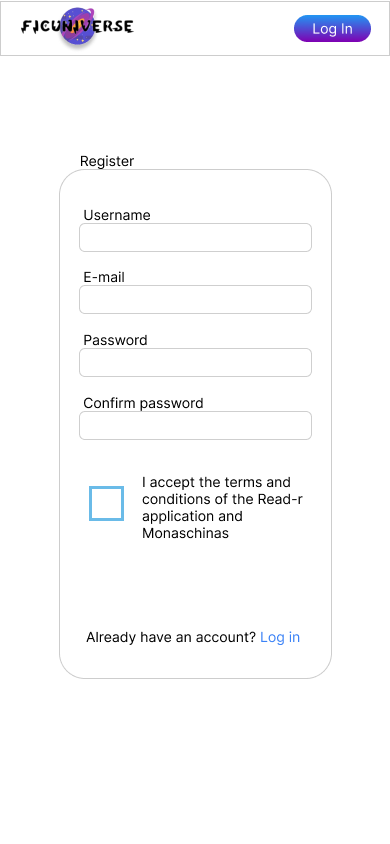 FICUNIVERSE
Log In
Register
Username
E-mail
Password
Confirm password
I accept the terms and
conditions of the Read-r
application and
Monaschinas
Already have an account? Log in